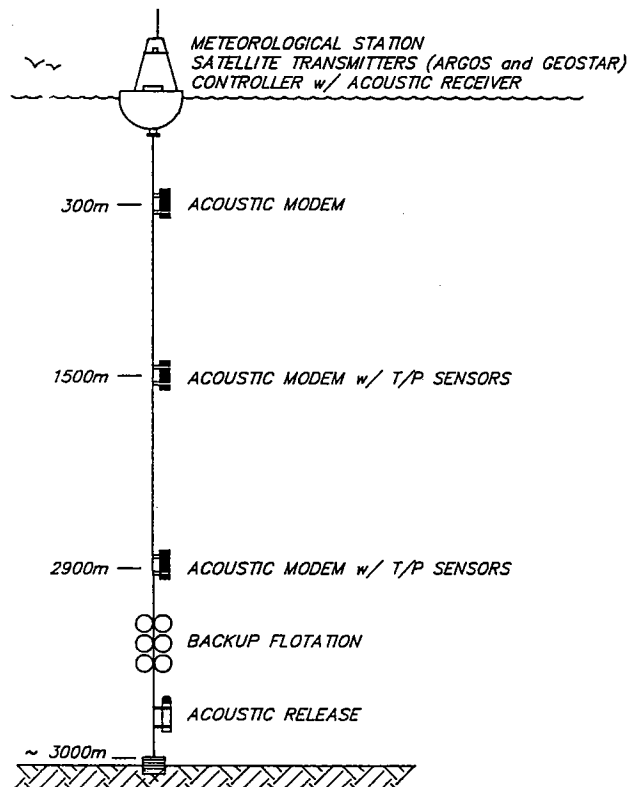 METEOROLOGICAL STATION
SATELLITE TRANSMITTERS (ARGOS and GEOSTAR)
CONTROLLER w/ ACOUSTIC RECEIVER
300m — ACOUSTIC MODEM
1500m — ACOUSTIC MODEM w/ T/P SENSORS
2900m — ACOUSTIC MODEM w/ T/P SENSORS
BACKUP FLOTATION
ACOUSTIC RELEASE
~ 3000m —